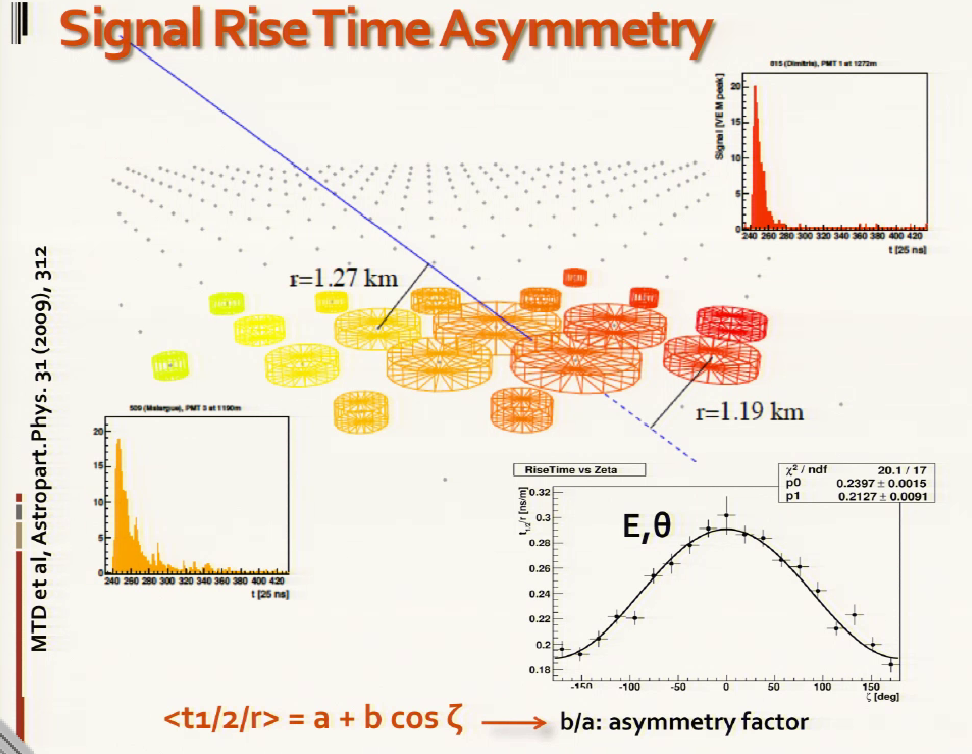 Signal Rise Time Asymmetry
015 (Dimitris), PMT 1 at 1272m
Signal [VEM peak]
20
15
10
5
0
240 260 280 300 320 340 360 380 400 420
t [25 ns]
r=1.27 km
r=1.19 km
MTD et al, Astropart.Phys. 31 (2009), 312
509 (Malargue), PMT 3 at 1190m
20
15
10
5
0
240 260 280 300 320 340 360 380 400 420
t [25 ns]
RiseTime vs Zeta
χ² / ndf 20.1 / 17
p0 0.2397 ± 0.0015
p1 0.2127 ± 0.0091
t1/2/r [ns/m]
E,θ
0.32
0.3
0.28
0.26
0.24
0.22
0.2
0.18
-150 -100 -50 0 50 100 150
ζ [deg]
<t1/2/r> = a + b cos ζ
b/a: asymmetry factor